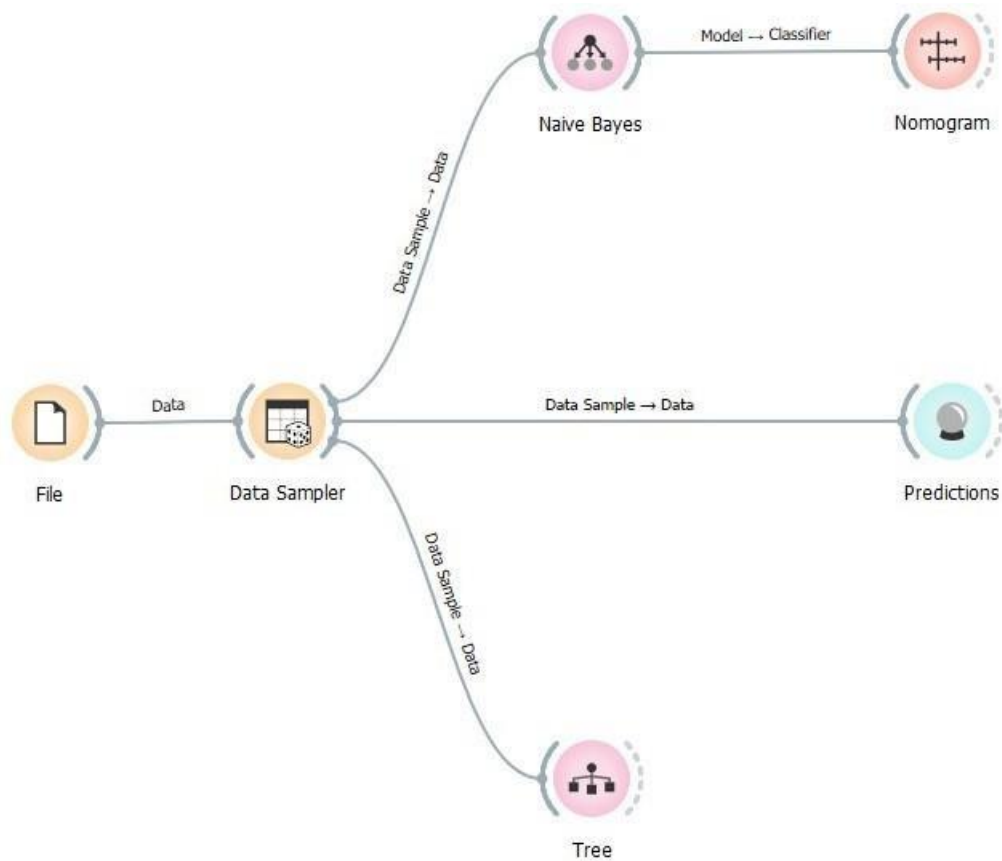 Model → Classifier
Naive Bayes
Nomogram
Data Sample → Data
Data
Data Sample → Data
File
Data Sampler
Predictions
Data Sample → Data
Tree